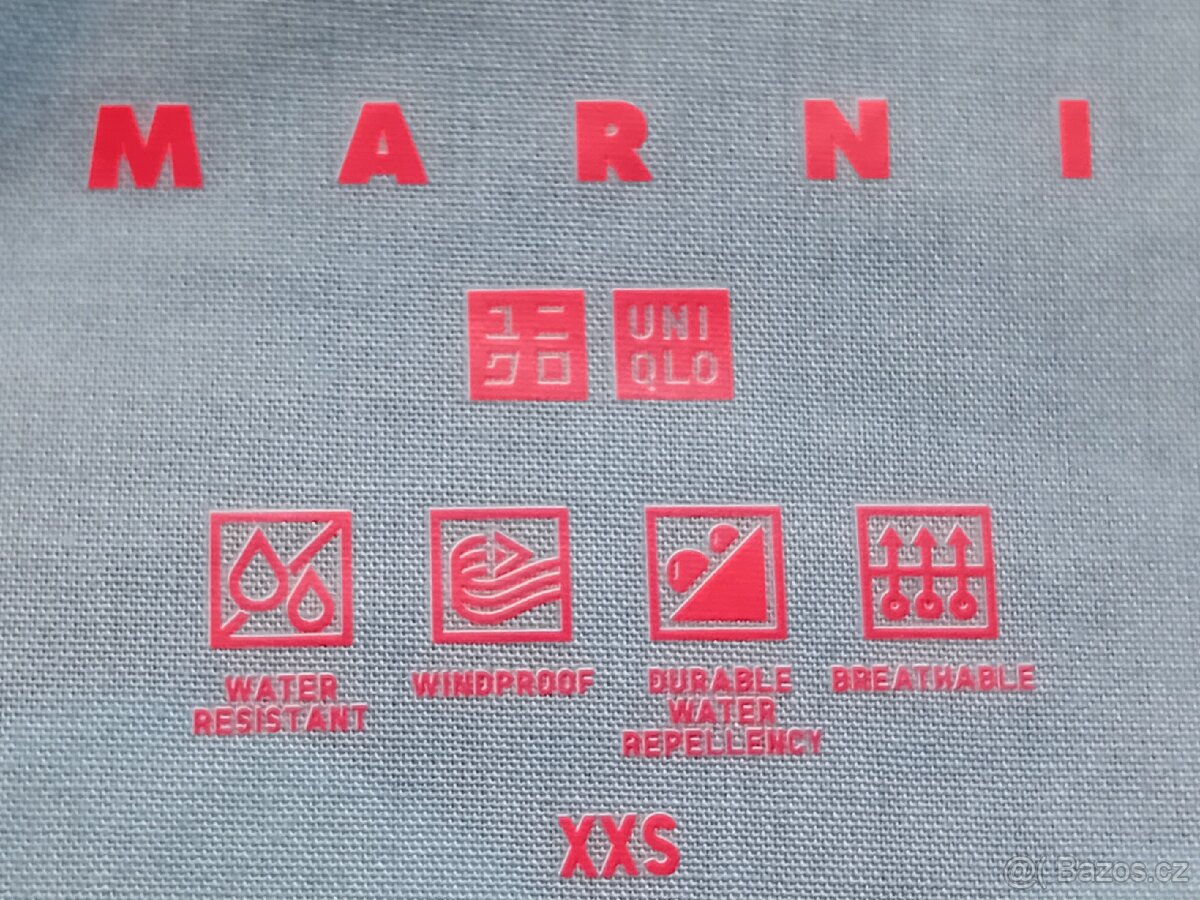 MARNI
ユニ UNI
クロ QLO
WATER RESISTANT
WINDPROOF
DURABLE WATER REPELLENCY
BREATHABLE
XXS
@( Bazos.cz